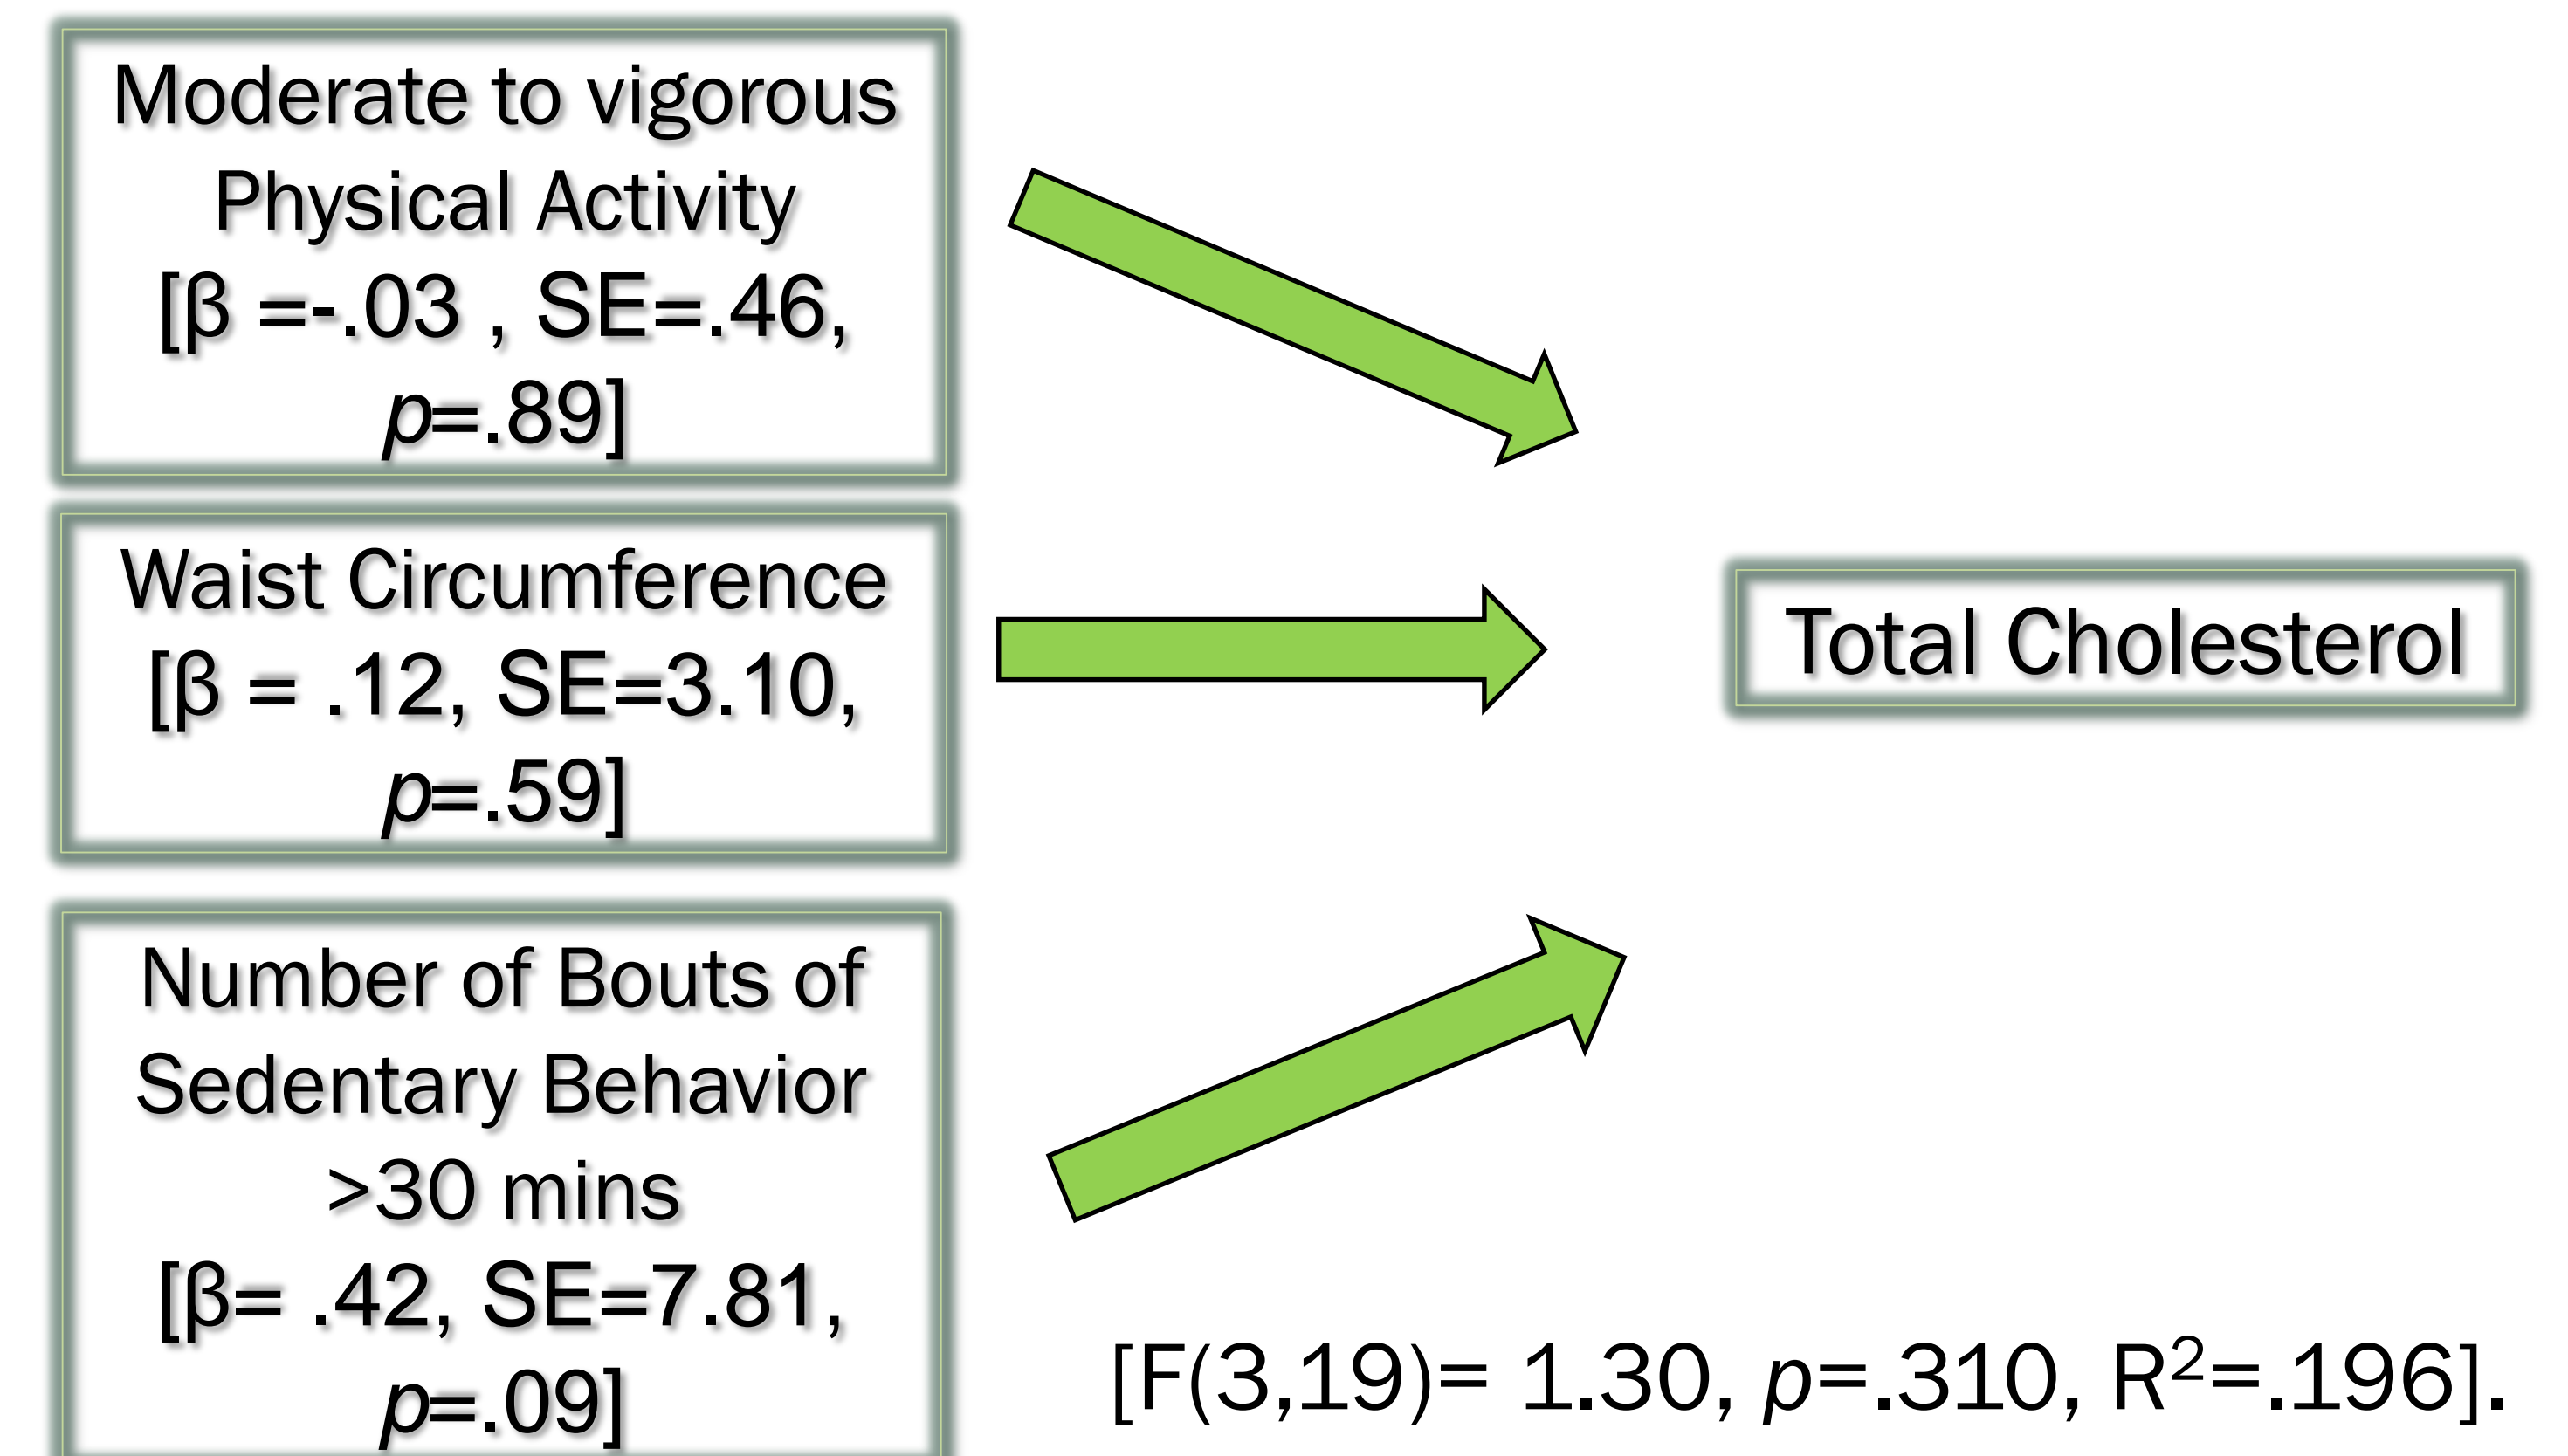 Moderate to vigorous
Physical Activity
[β =-.03 , SE=.46,
p=.89]
Waist Circumference
[β = .12, SE=3.10,
p=.59]
Total Cholesterol
Number of Bouts of
Sedentary Behavior
>30 mins
[β= .42, SE=7.81,
p=.09]
[F(3,19)= 1.30, p=.310, R²=.196].